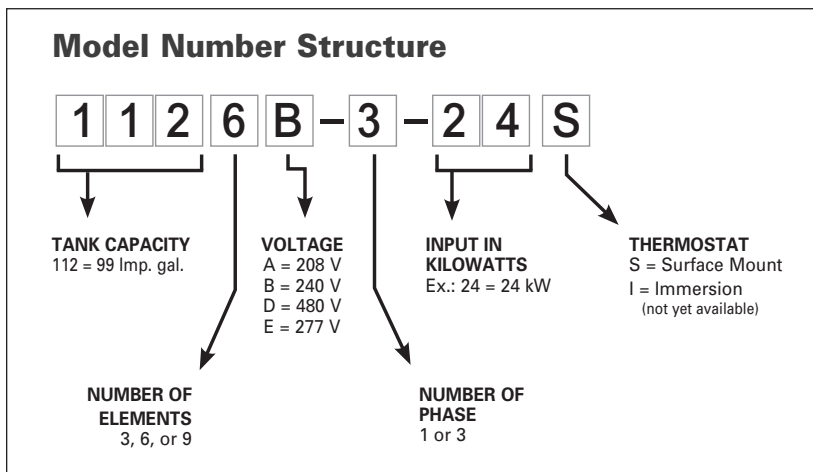 Model Number Structure
1 1 2 6 B – 3 – 2 4 S
TANK CAPACITY
112 = 99 Imp. gal.
VOLTAGE
A = 208 V
B = 240 V
D = 480 V
E = 277 V
INPUT IN
KILOWATTS
Ex.: 24 = 24 kW
THERMOSTAT
S = Surface Mount
I = Immersion
(not yet available)
NUMBER OF
ELEMENTS
3, 6, or 9
NUMBER OF
PHASE
1 or 3